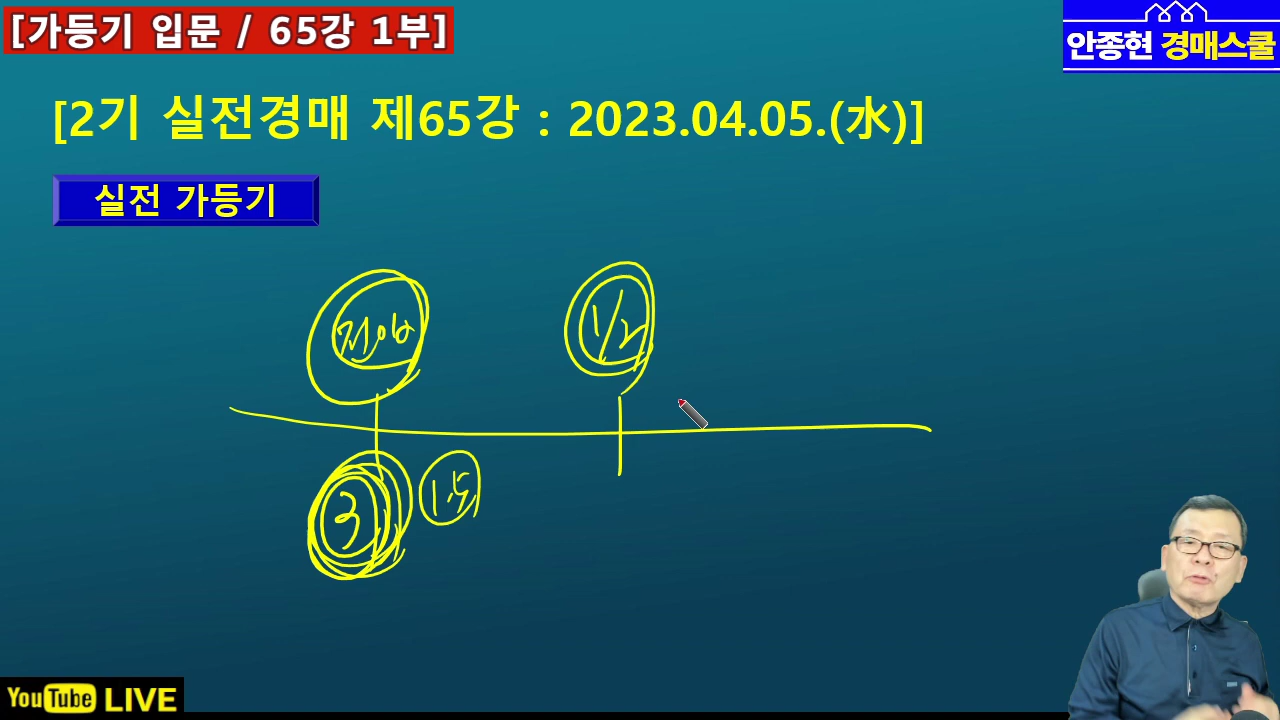 [가등기 입문 / 65강 1부]
안종현 경매스쿨
[2기 실전경매 제65강 : 2023.04.05.(水)]
실전 가등기
1/2
3
1.5
YouTube LIVE